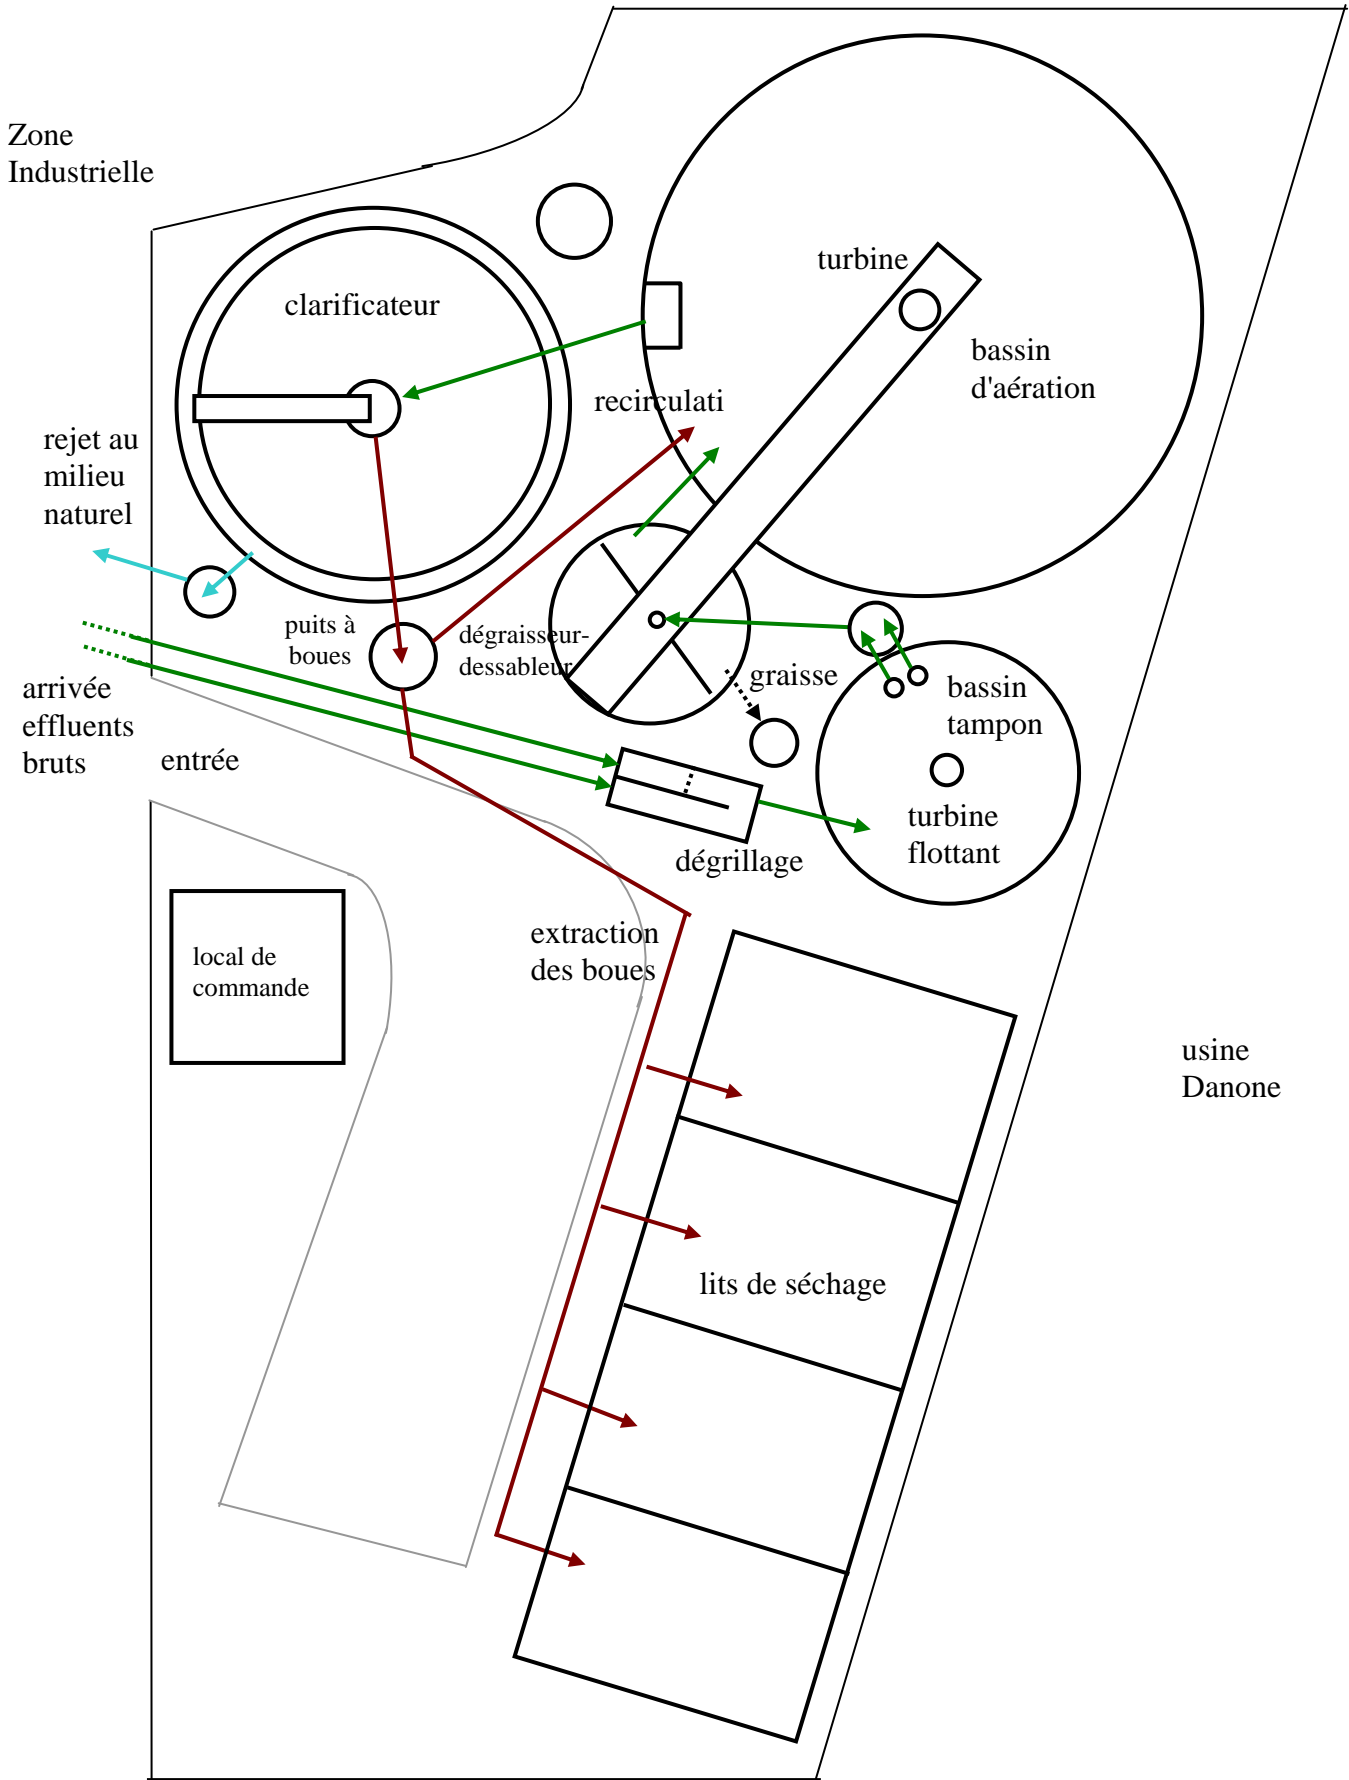 Zone
Industrielle
turbine
clarificateur
bassin
d'aération
recirculati
rejet au
milieu
naturel
puits à
boues
dégraisseur-
dessableur
graisse
bassin
tampon
arrivée
effluents
bruts
entrée
turbine
flottant
dégrillage
extraction
des boues
local de
commande
usine
Danone
lits de séchage